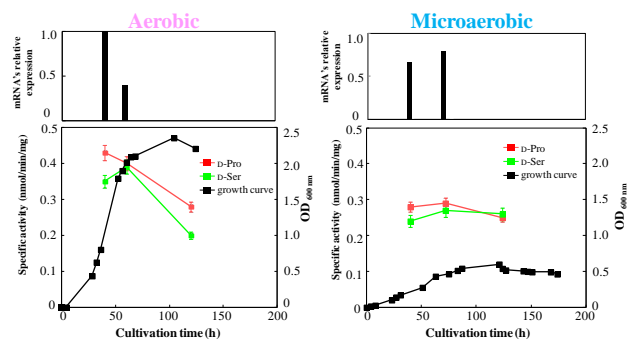 Aerobic
Microaerobic
mRNA's relative
expression
1.0
0.5
0
mRNA's relative
expression
1.0
0.5
0
Specific activity (nmol/min/mg)
0.5
0.4
0.3
0.2
0.1
0
D-Pro
D-Ser
growth curve
2.5
2.0
1.5
1.0
0.5
0
OD600 nm
0
50
100
150
200
Cultivation time (h)
Specific activity (nmol/min/mg)
0.5
0.4
0.3
0.2
0.1
0
D-Pro
D-Ser
growth curve
2.5
2.0
1.5
1.0
0.5
0
OD600 nm
0
50
100
150
200
Cultivation time (h)